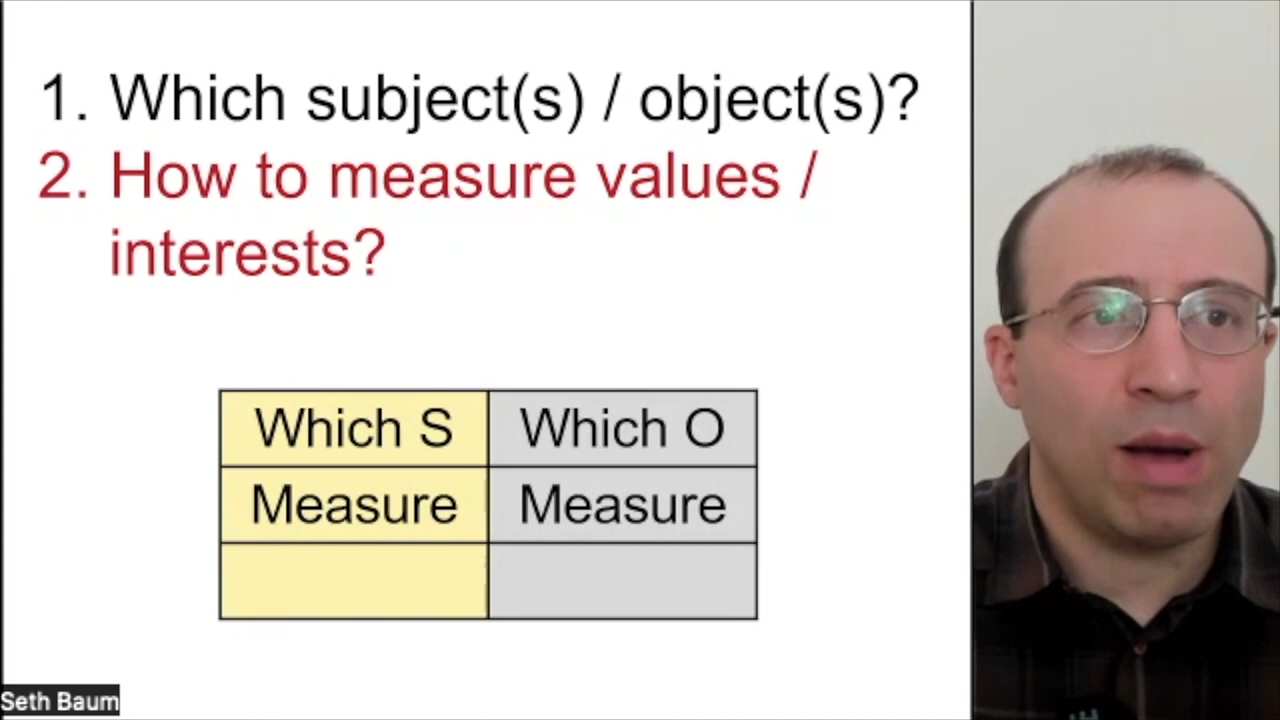 1. Which subject(s) / object(s)?
2. How to measure values /
interests?
Which S
Which O
Measure
Measure
Seth Baum